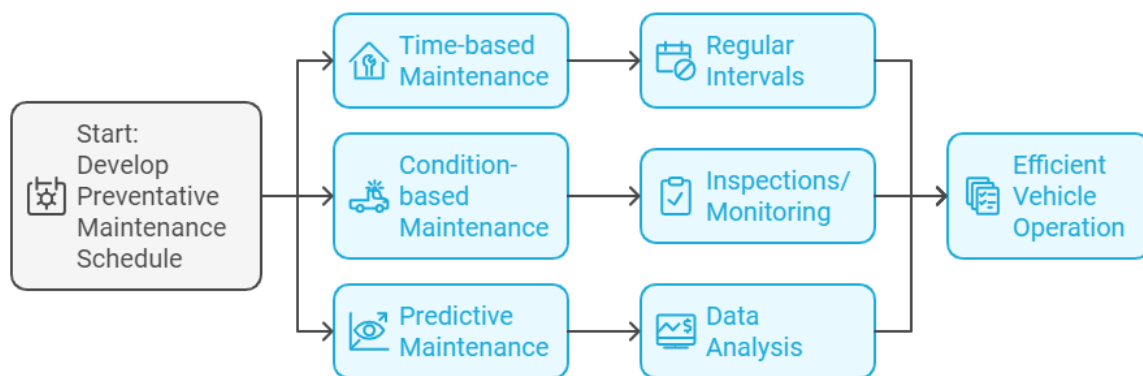 Start:
Develop
Preventative
Maintenance
Schedule
Time-based
Maintenance
Regular
Intervals
Condition-
based
Maintenance
Inspections/
Monitoring
Predictive
Maintenance
Data
Analysis
Efficient
Vehicle
Operation